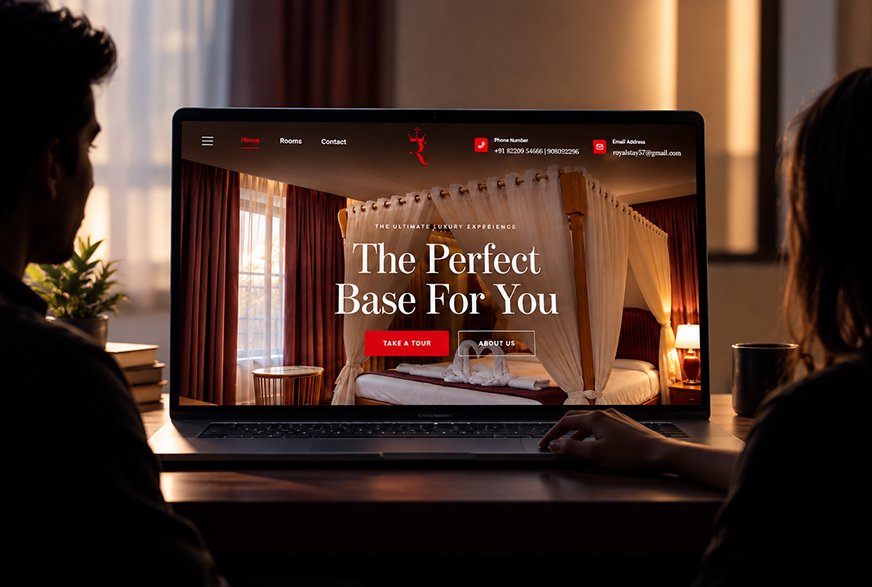 Home
Rooms
Contact
Phone Number
+91 82209 54666 | 908092296
Email Address
royalstay57@gmail.com
THE ULTIMATE LUXURY EXPREIENCE
The Perfect
Base For You
TAKE A TOUR
ABOUT US